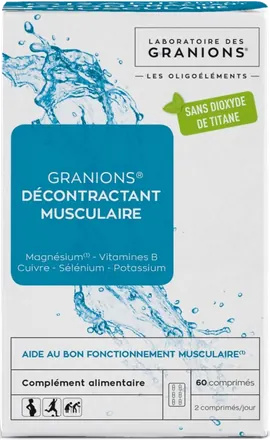 LABORATOIRE DES
GRANIONS®
LES OLIGOÉLÉMENTS
SANS DIOXYDE
DE TITANE
GRANIONS®
DÉCONTRACTANT
MUSCULAIRE
Magnésium⁽¹⁾ - Vitamines B
Cuivre - Sélénium - Potassium
AIDE AU BON FONCTIONNEMENT MUSCULAIRE⁽¹⁾
Complément alimentaire
60 comprimés
2 comprimés/jour